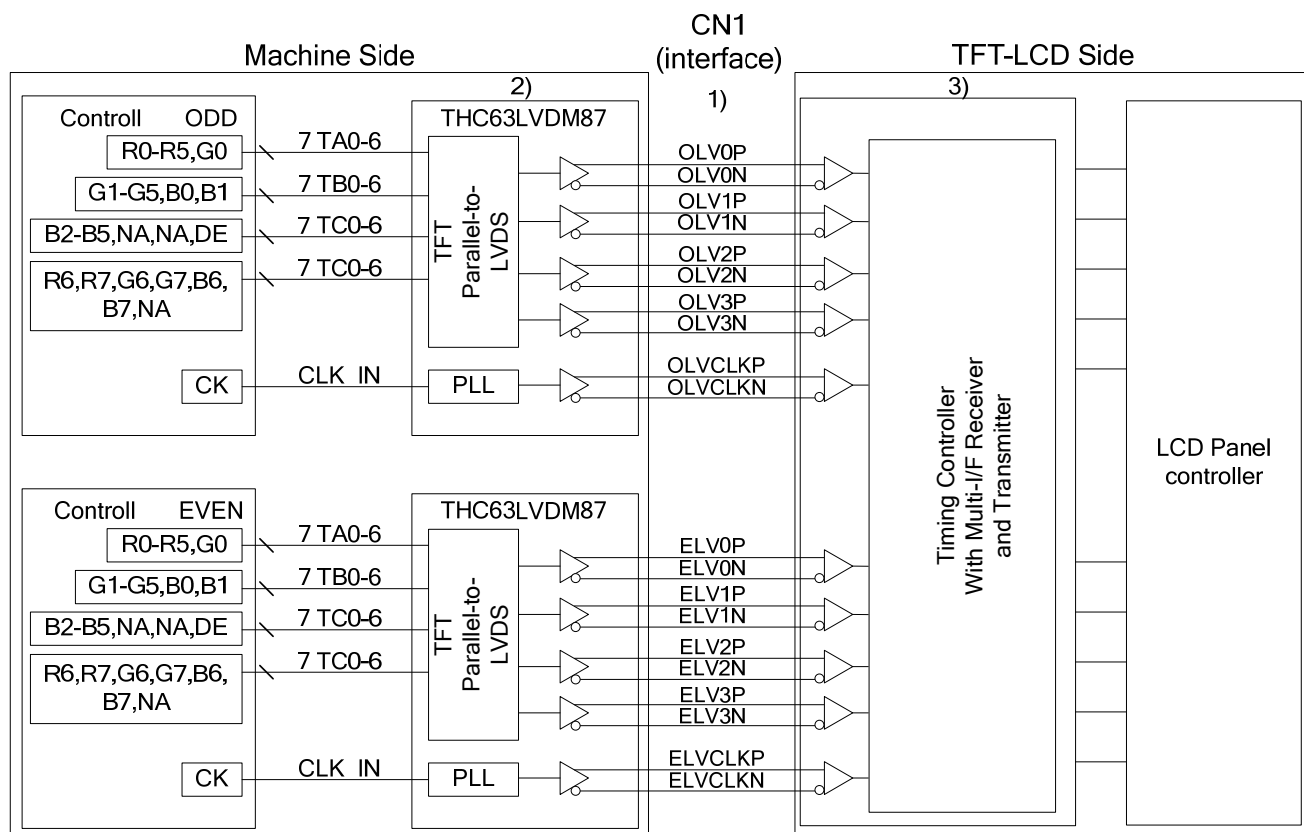 CN1
(interface)
Machine Side
TFT-LCD Side
2)
1)
3)
Controll ODD
R0-R5,G0
G1-G5,B0,B1
B2-B5,NA,NA,DE
R6,R7,G6,G7,B6,
B7,NA
CK
7 TA0-6
7 TB0-6
7 TC0-6
7 TC0-6
CLK IN
THC63LVDM87
TFT
Parallel-to-
LVDS
PLL
OLV0P
OLV0N
OLV1P
OLV1N
OLV2P
OLV2N
OLV3P
OLV3N
OLVCLKP
OLVCLKN
Controll EVEN
R0-R5,G0
G1-G5,B0,B1
B2-B5,NA,NA,DE
R6,R7,G6,G7,B6,
B7,NA
CK
7 TA0-6
7 TB0-6
7 TC0-6
7 TC0-6
CLK IN
THC63LVDM87
TFT
Parallel-to-
LVDS
PLL
ELV0P
ELV0N
ELV1P
ELV1N
ELV2P
ELV2N
ELV3P
ELV3N
ELVCLKP
ELVCLKN
Timing Controller
With Multi-I/F Receiver
and Transmitter
LCD Panel
controller